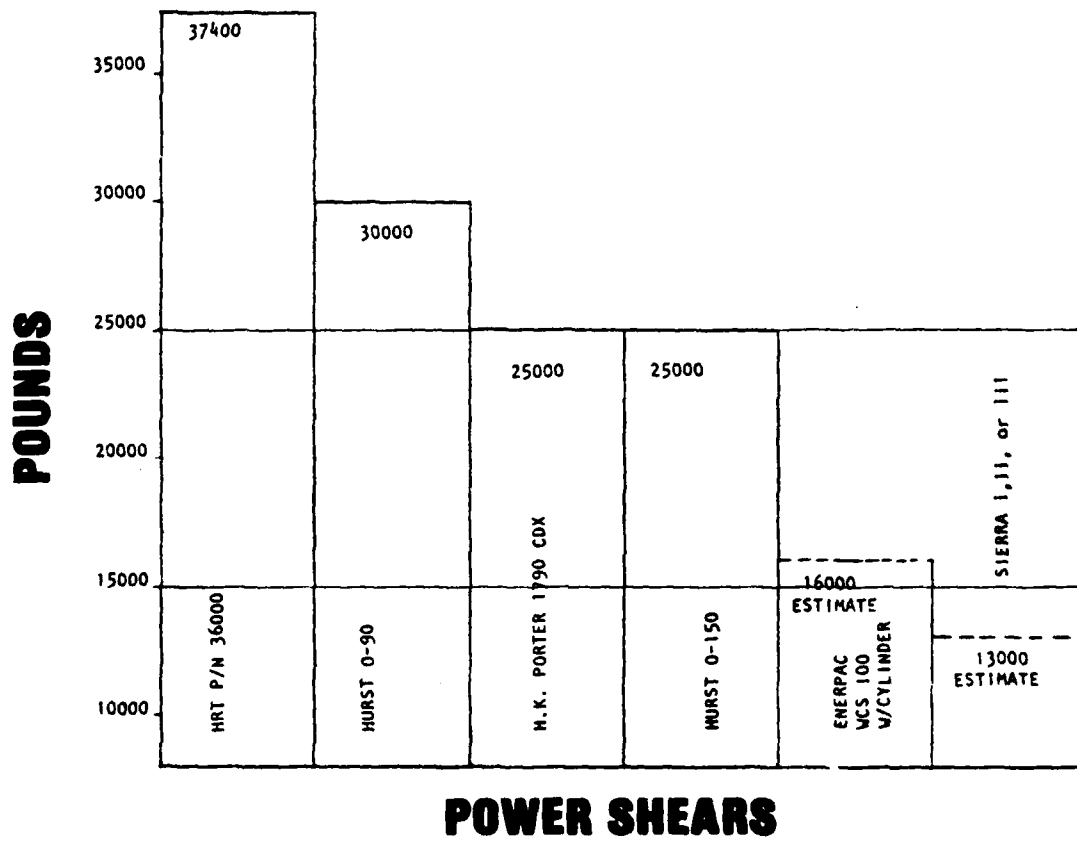 37400
35000
30000
30000
25000
25000
25000
20000
15000
10000
POUNDS
HRT P/N 36000
HURST O-90
H.K. PORTER 1790 CDX
HURST O-150
16000
ESTIMATE
ENERPAC
WCS 100
W/CYLINDER
SIERRA I,II, or III
13000
ESTIMATE
POWER SHEARS